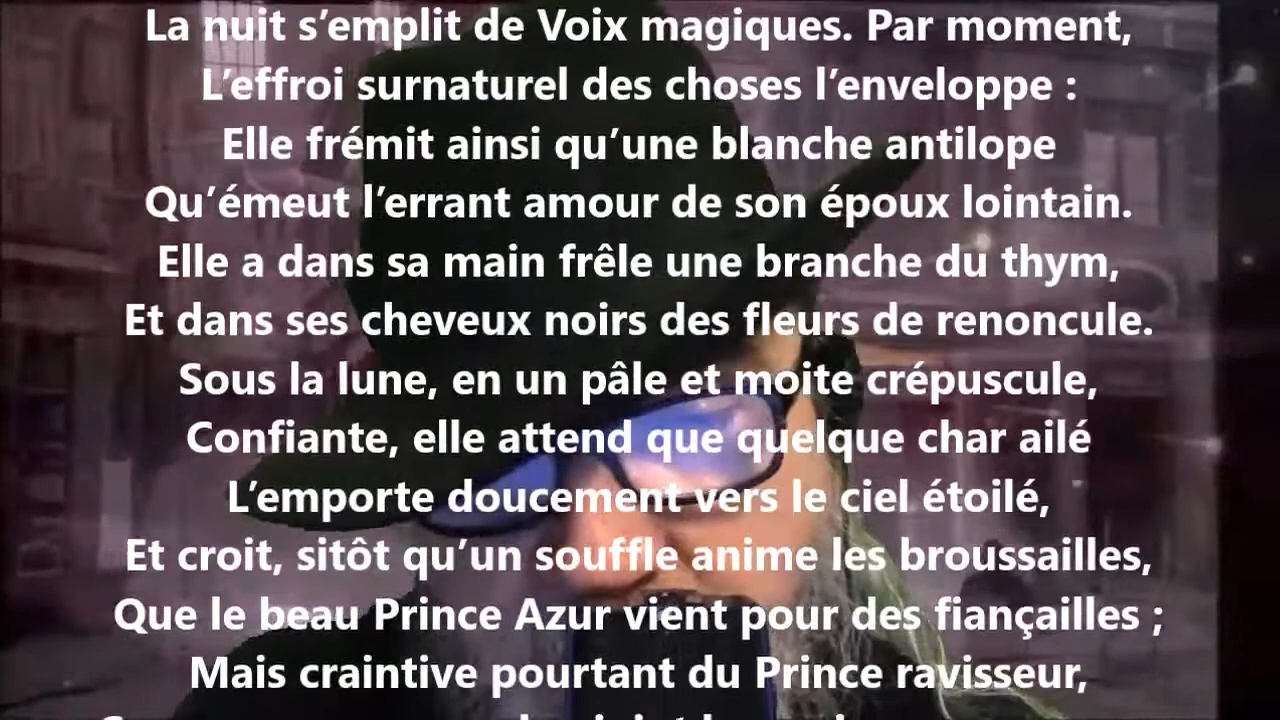 La nuit s’emplit de Voix magiques. Par moment,
L’effroi surnaturel des choses l’enveloppe :
Elle frémit ainsi qu’une blanche antilope
Qu’émeut l’errant amour de son époux lointain.
Elle a dans sa main frêle une branche du thym,
Et dans ses cheveux noirs des fleurs de renoncule.
Sous la lune, en un pâle et moite crépuscule,
Confiante, elle attend que quelque char ailé
L’emporte doucement vers le ciel étoilé,
Et croit, sitôt qu’un souffle anime les broussailles,
Que le beau Prince Azur vient pour des fiançailles ;
Mais craintive pourtant du Prince ravisseur,